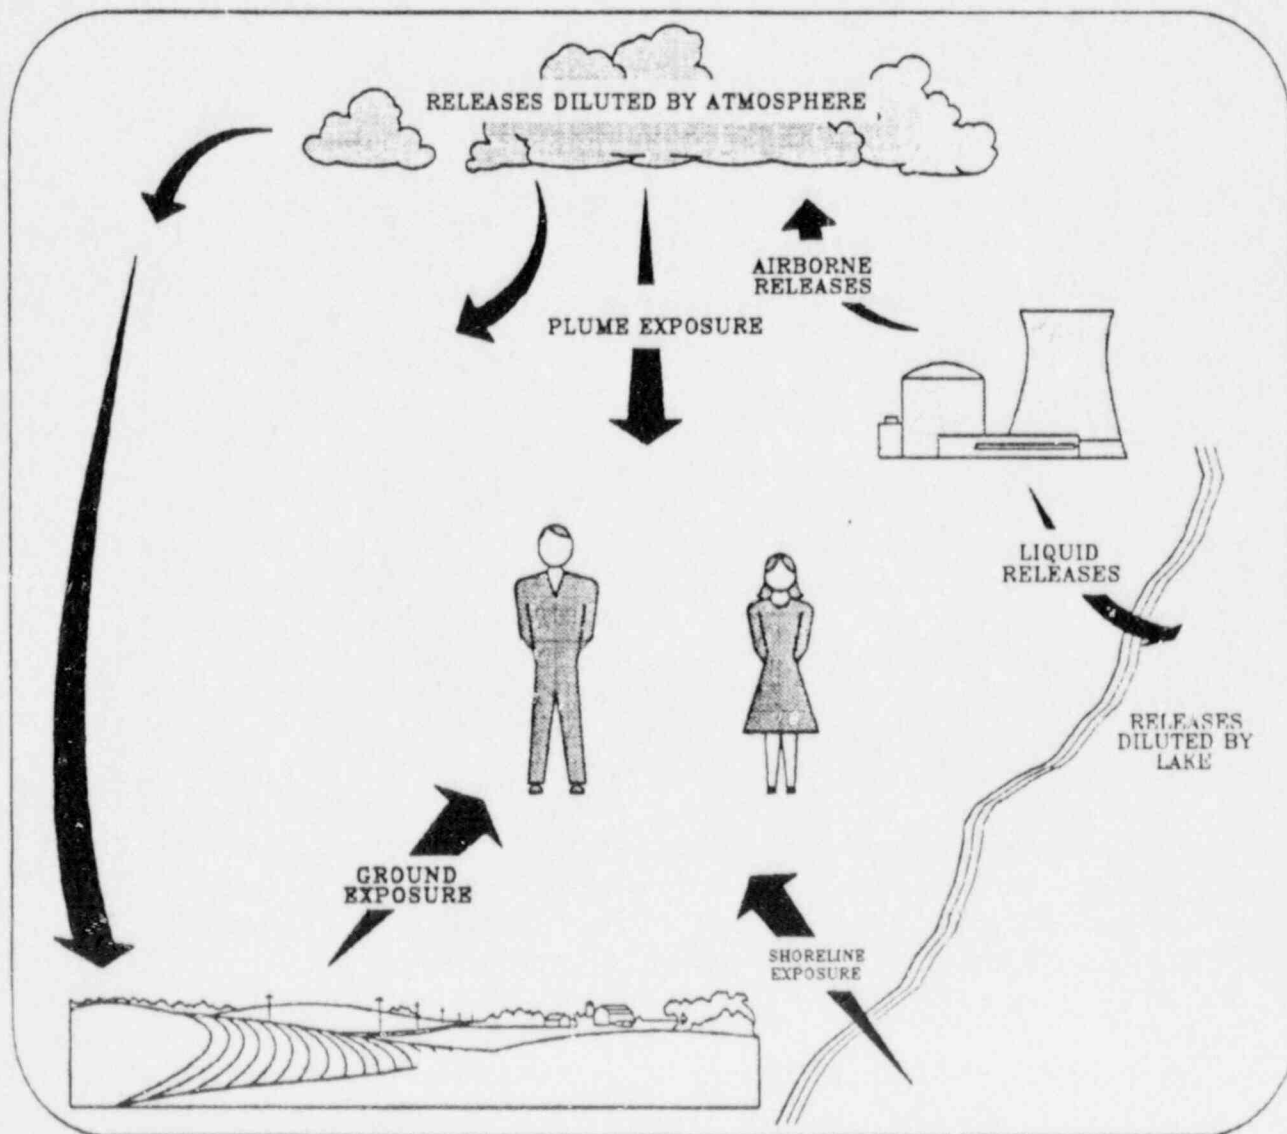 RELEASES DILUTED BY ATMOSPHERE
AIRBORNE
RELEASES
PLUME EXPOSURE
LIQUID
RELEASES
RELEASES
DILUTED BY
LAKE
GROUND
EXPOSURE
SHORELINE
EXPOSURE